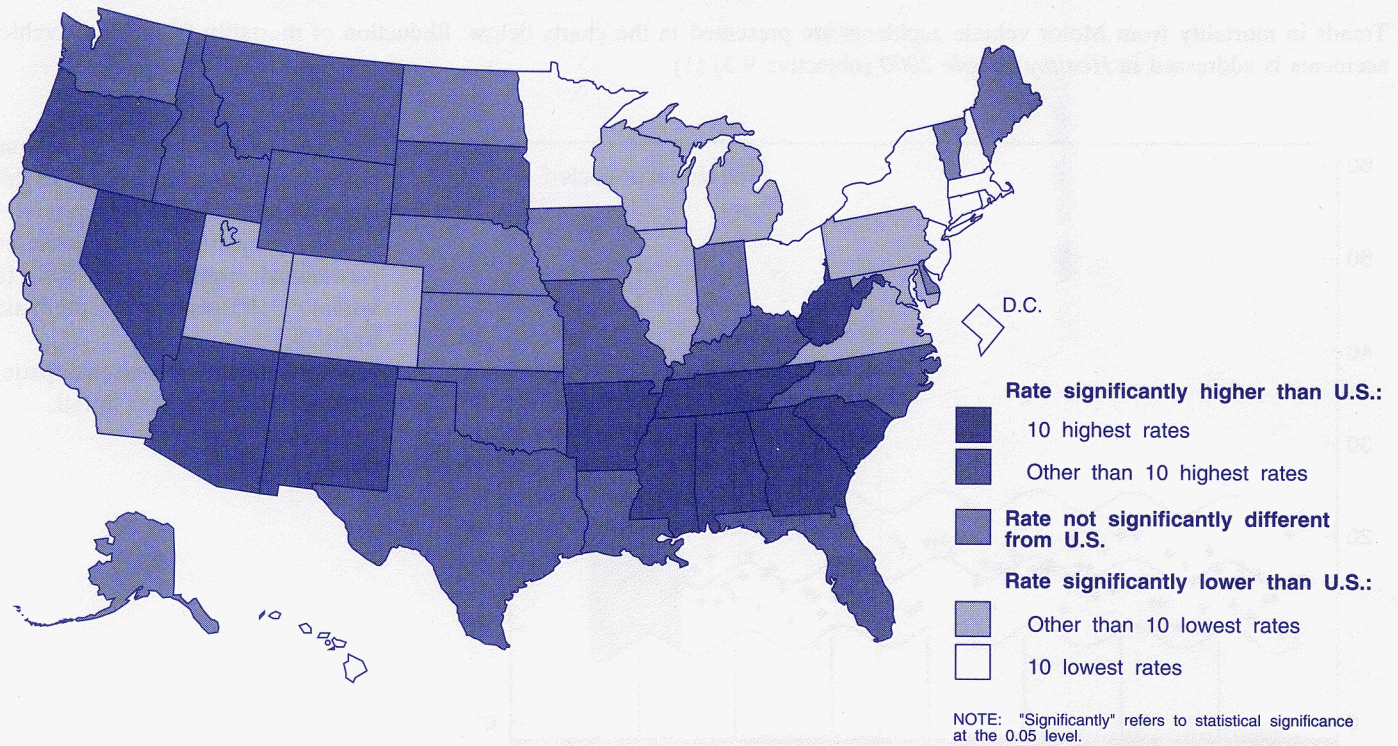 D.C.
Rate significantly higher than U.S.:
10 highest rates
Other than 10 highest rates
Rate not significantly different
from U.S.
Rate significantly lower than U.S.:
Other than 10 lowest rates
10 lowest rates
NOTE: "Significantly" refers to statistical significance
at the 0.05 level.